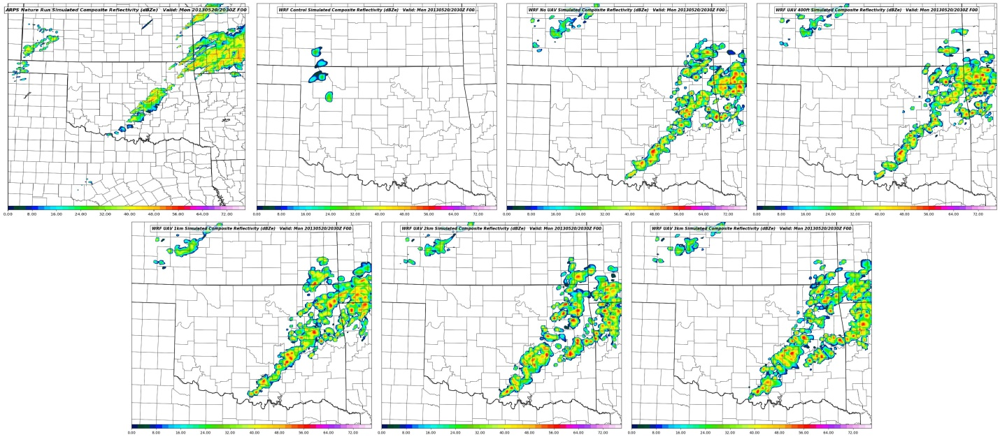 ARPS Nature Run Simulated Composite Reflectivity (dBZe) Valid: Mon 20130520/2030Z F00
0.00 8.00 16.00 24.00 32.00 40.00 48.00 56.00 64.00 72.00
WRF Control Simulated Composite Reflectivity (dBZe) Valid: Mon 20130520/2030Z F00
0.00 8.00 16.00 24.00 32.00 40.00 48.00 56.00 64.00 72.00
WRF No UAV Simulated Composite Reflectivity (dBZe) Valid: Mon 20130520/2030Z F00
0.00 8.00 16.00 24.00 32.00 40.00 48.00 56.00 64.00 72.00
WRF UAV 400ft Simulated Composite Reflectivity (dBZe) Valid: Mon 20130520/2030Z F00
0.00 8.00 16.00 24.00 32.00 40.00 48.00 56.00 64.00 72.00
WRF UAV 1km Simulated Composite Reflectivity (dBZe) Valid: Mon 20130520/2030Z F00
0.00 8.00 16.00 24.00 32.00 40.00 48.00 56.00 64.00 72.00
WRF UAV 2km Simulated Composite Reflectivity (dBZe) Valid: Mon 20130520/2030Z F00
0.00 8.00 16.00 24.00 32.00 40.00 48.00 56.00 64.00 72.00
WRF UAV 3km Simulated Composite Reflectivity (dBZe) Valid: Mon 20130520/2030Z F00
0.00 8.00 16.00 24.00 32.00 40.00 48.00 56.00 64.00 72.00